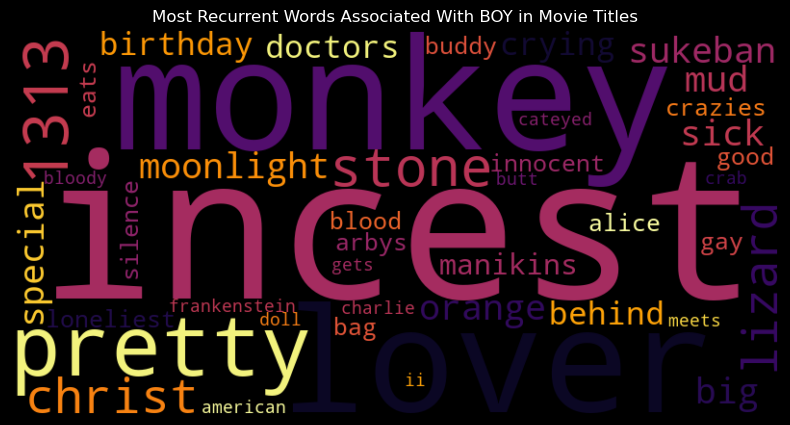 Most Recurrent Words Associated With BOY in Movie Titles
birthday
doctors
buddy
crying
sukeban
1313
eats
monkey
mud
crazies
cateyed
sick
moonlight
stone
innocent
good
bloody
butt
crab
incest
special
silence
blood
alice
arbys
gay
gets
manikins
lizard
frankenstein
charlie
orange
behind
meets
loneliest
doll
bag
pretty
lover
christ
american
ii
big